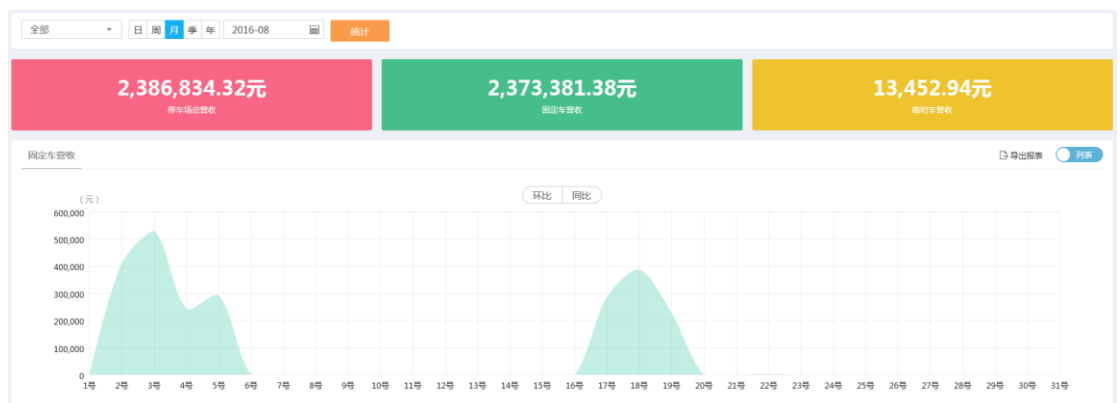 全部 日 周 月 季 年 2016-08 统计
2,386,834.32元 2,373,381.38元 13,452.94元
停车场总营收 固定车营收 临时车营收
固定车营收 导出报表 列表
环比 同比
(元)
600,000
500,000
400,000
300,000
200,000
100,000
0
1号 2号 3号 4号 5号 6号 7号 8号 9号 10号 11号 12号 13号 14号 15号 16号 17号 18号 19号 20号 21号 22号 23号 24号 25号 26号 27号 28号 29号 30号 31号